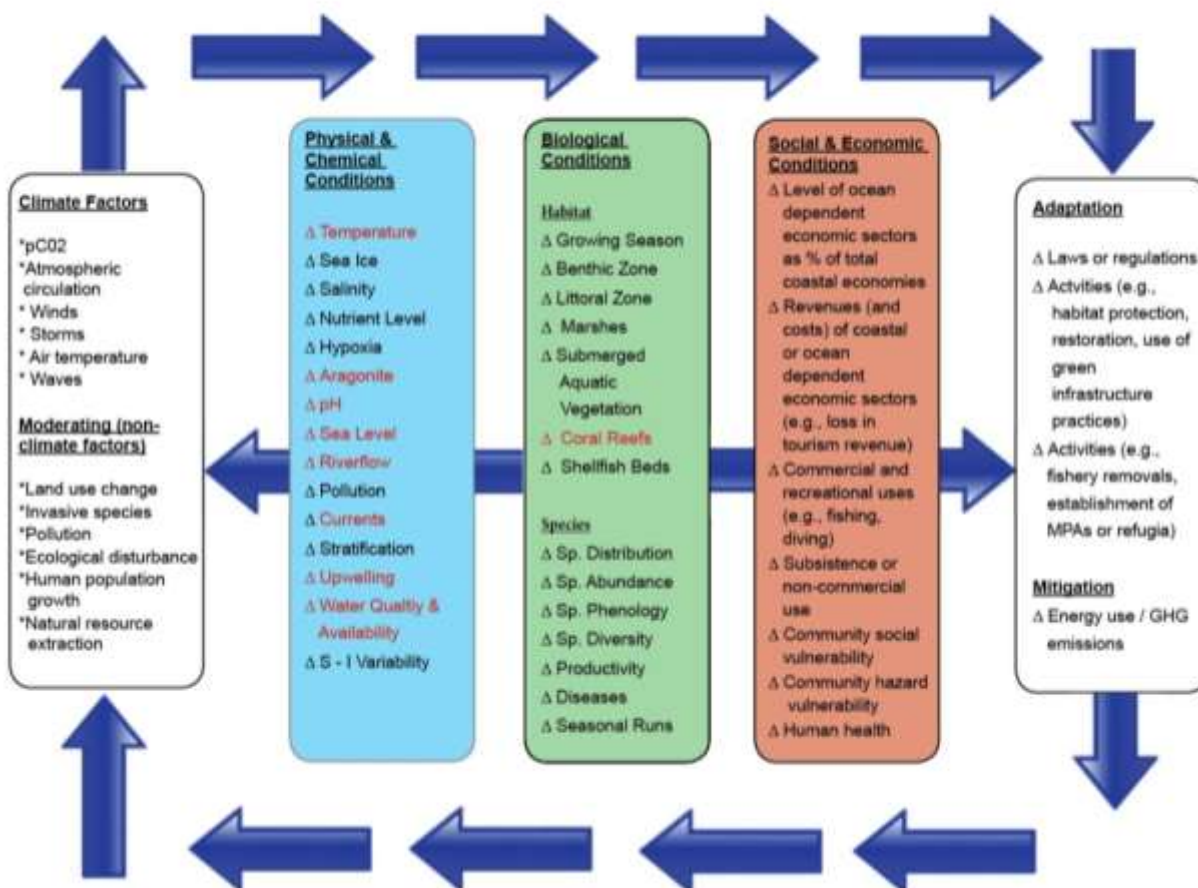 Climate Factors
*pC02
*Atmospheric
circulation
* Winds
* Storms
* Air temperature
* Waves
Moderating (non-
climate factors)
*Land use change
*Invasive species
*Pollution
*Ecological disturbance
*Human population
growth
*Natural resource
extraction
Physical &
Chemical
Conditions
Δ Temperature
Δ Sea Ice
Δ Salinity
Δ Nutrient Level
Δ Hypoxia
Δ Aragonite
Δ pH
Δ Sea Level
Δ Riverflow
Δ Pollution
Δ Currents
Δ Stratification
Δ Upwelling
Δ Water Qualtiy &
Availability
Δ S - I Variability
Biological
Conditions
Habitat
Δ Growing Season
Δ Benthic Zone
Δ Littoral Zone
Δ Marshes
Δ Submerged
Aquatic
Vegetation
Δ Coral Reefs
Δ Shellfish Beds
Species
Δ Sp. Distribution
Δ Sp. Abundance
Δ Sp. Phenology
Δ Sp. Diversity
Δ Productivity
Δ Diseases
Δ Seasonal Runs
Social & Economic
Conditions
Δ Level of ocean
dependent
economic sectors
as % of total
coastal economies
Δ Revenues (and
costs) of coastal
or ocean
dependent
economic sectors
(e.g., loss in
tourism revenue)
Δ Commercial and
recreational uses
(e.g., fishing,
diving)
Δ Subsistence or
non-commercial
use
Δ Community social
vulnerability
Δ Community hazard
vulnerability
Δ Human health
Adaptation
Δ Laws or regulations
Δ Actvities (e.g.,
habitat protection,
restoration, use of
green
infrastructure
practices)
Δ Activities (e.g.,
fishery removals,
establishment of
MPAs or refugia)
Mitigation
Δ Energy use / GHG
emissions